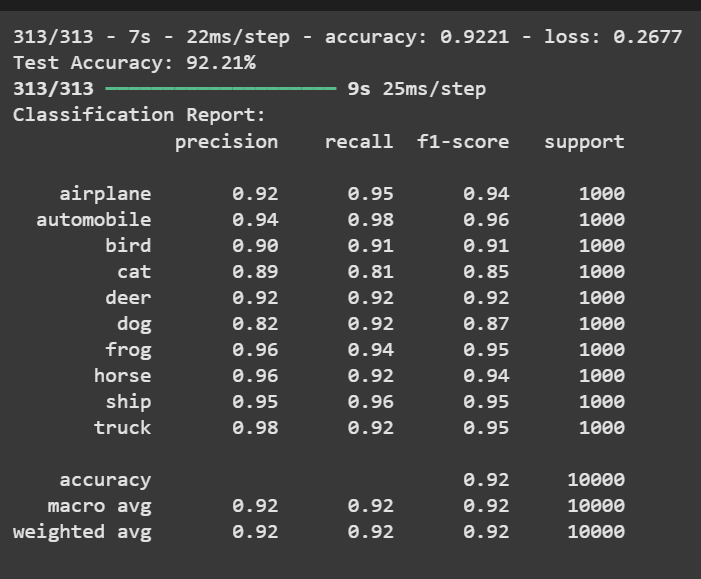 313/313 - 7s - 22ms/step - accuracy: 0.9221 - loss: 0.2677
Test Accuracy: 92.21%
313/313 ━━━━━━━━━━━━━━━━━━━━ 9s 25ms/step
Classification Report:
              precision    recall  f1-score   support

    airplane       0.92      0.95      0.94      1000
  automobile       0.94      0.98      0.96      1000
        bird       0.90      0.91      0.91      1000
         cat       0.89      0.81      0.85      1000
        deer       0.92      0.92      0.92      1000
         dog       0.82      0.92      0.87      1000
        frog       0.96      0.94      0.95      1000
       horse       0.96      0.92      0.94      1000
        ship       0.95      0.96      0.95      1000
       truck       0.98      0.92      0.95      1000

    accuracy                           0.92     10000
   macro avg       0.92      0.92      0.92     10000
weighted avg       0.92      0.92      0.92     10000